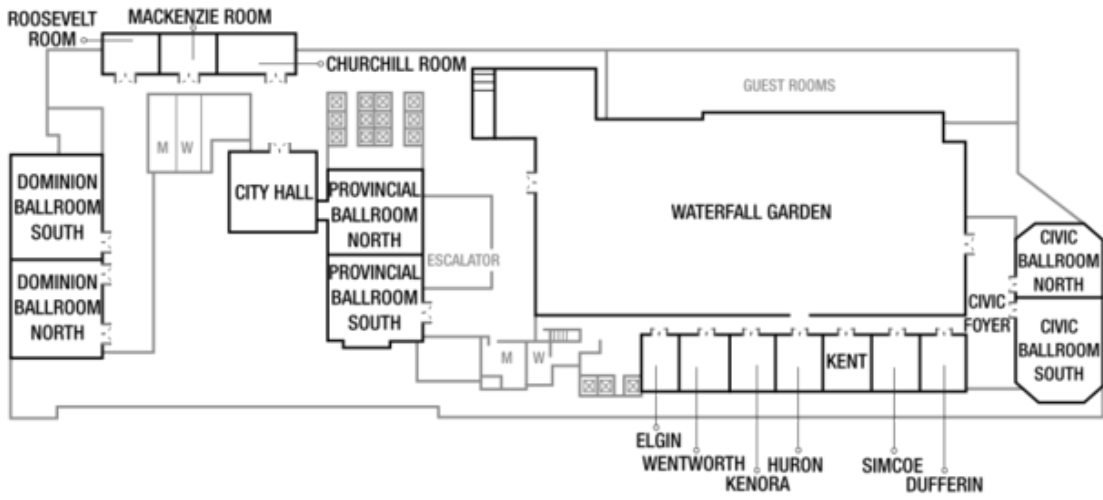 ROOSEVELT
ROOM
MACKENZIE ROOM
CHURCHILL ROOM
GUEST ROOMS
M
W
DOMINION
BALLROOM
SOUTH
CITY HALL
PROVINCIAL
BALLROOM
NORTH
WATERFALL GARDEN
ESCALATOR
CIVIC
BALLROOM
NORTH
DOMINION
BALLROOM
NORTH
PROVINCIAL
BALLROOM
SOUTH
CIVIC
FOYER
CIVIC
BALLROOM
SOUTH
M
W
KENT
ELGIN
WENTWORTH
KENORA
HURON
SIMCOE
DUFFERIN